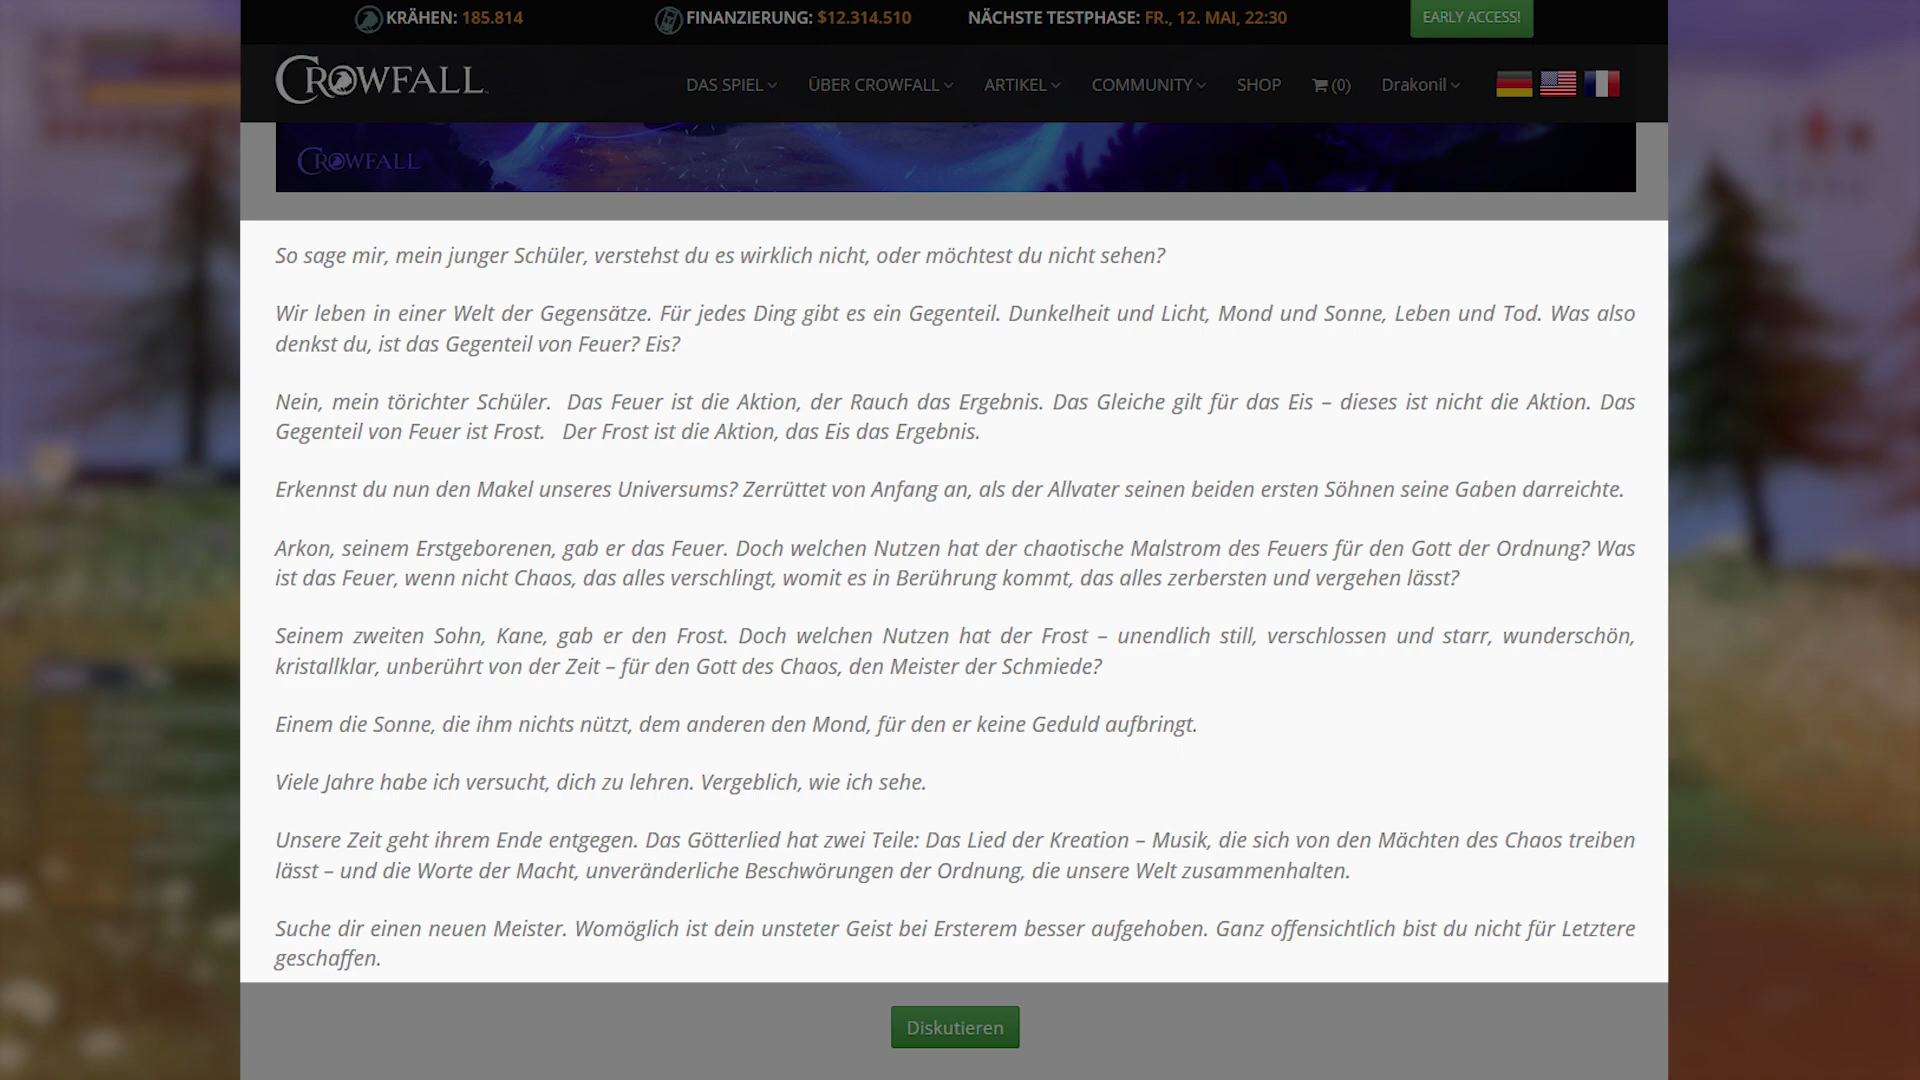 KRÄHEN: 185.814 FINANZIERUNG: $12.314.510 NÄCHSTE TESTPHASE: FR., 12. MAI, 22:30 EARLY ACCESS!
CROWFALL DAS SPIEL ÜBER CROWFALL ARTIKEL COMMUNITY SHOP (0) Drakonil
CROWFALL
So sage mir, mein junger Schüler, verstehst du es wirklich nicht, oder möchtest du nicht sehen?
Wir leben in einer Welt der Gegensätze. Für jedes Ding gibt es ein Gegenteil. Dunkelheit und Licht, Mond und Sonne, Leben und Tod. Was also
denkst du, ist das Gegenteil von Feuer? Eis?
Nein, mein törichter Schüler. Das Feuer ist die Aktion, der Rauch das Ergebnis. Das Gleiche gilt für das Eis – dieses ist nicht die Aktion. Das
Gegenteil von Feuer ist Frost. Der Frost ist die Aktion, das Eis das Ergebnis.
Erkennst du nun den Makel unseres Universums? Zerrüttet von Anfang an, als der Allvater seinen beiden ersten Söhnen seine Gaben darreichte.
Arkon, seinem Erstgeborenen, gab er das Feuer. Doch welchen Nutzen hat der chaotische Malstrom des Feuers für den Gott der Ordnung? Was
ist das Feuer, wenn nicht Chaos, das alles verschlingt, womit es in Berührung kommt, das alles zerbersten und vergehen lässt?
Seinem zweiten Sohn, Kane, gab er den Frost. Doch welchen Nutzen hat der Frost – unendlich still, verschlossen und starr, wunderschön,
kristallklar, unberührt von der Zeit – für den Gott des Chaos, den Meister der Schmiede?
Einem die Sonne, die ihm nichts nützt, dem anderen den Mond, für den er keine Geduld aufbringt.
Viele Jahre habe ich versucht, dich zu lehren. Vergeblich, wie ich sehe.
Unsere Zeit geht ihrem Ende entgegen. Das Götterlied hat zwei Teile: Das Lied der Kreation – Musik, die sich von den Mächten des Chaos treiben
lässt – und die Worte der Macht, unveränderliche Beschwörungen der Ordnung, die unsere Welt zusammenhalten.
Suche dir einen neuen Meister. Womöglich ist dein unsteter Geist bei Ersterem besser aufgehoben. Ganz offensichtlich bist du nicht für Letztere
geschaffen.
Diskutieren